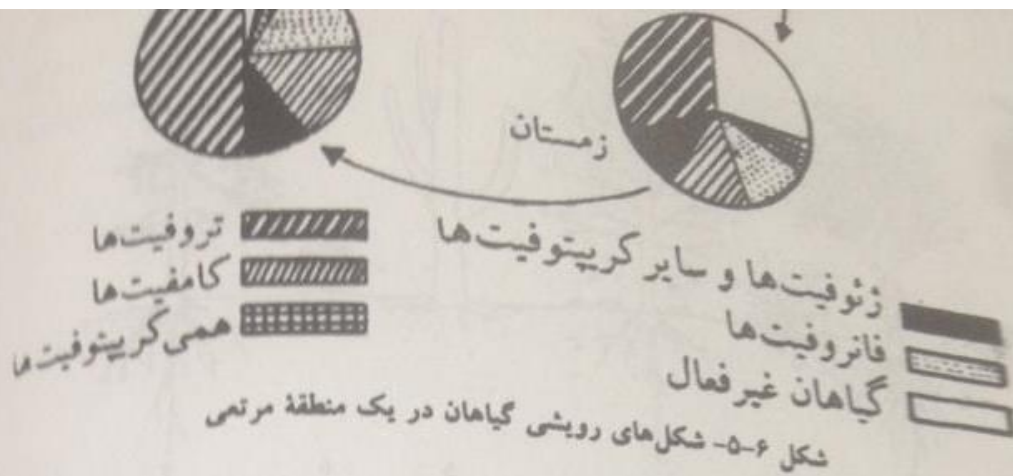 زمستان
ژئوفیت‌ها و سایر کریپتوفیت‌ها
فانروفیت‌ها
گیاهان غیرفعال
تروفیت‌ها
کامفیت‌ها
همی‌کریپتوفیت‌ها
شکل ۶-۵- شکل‌های رویشی گیاهان در یک منطقهٔ مرتعی